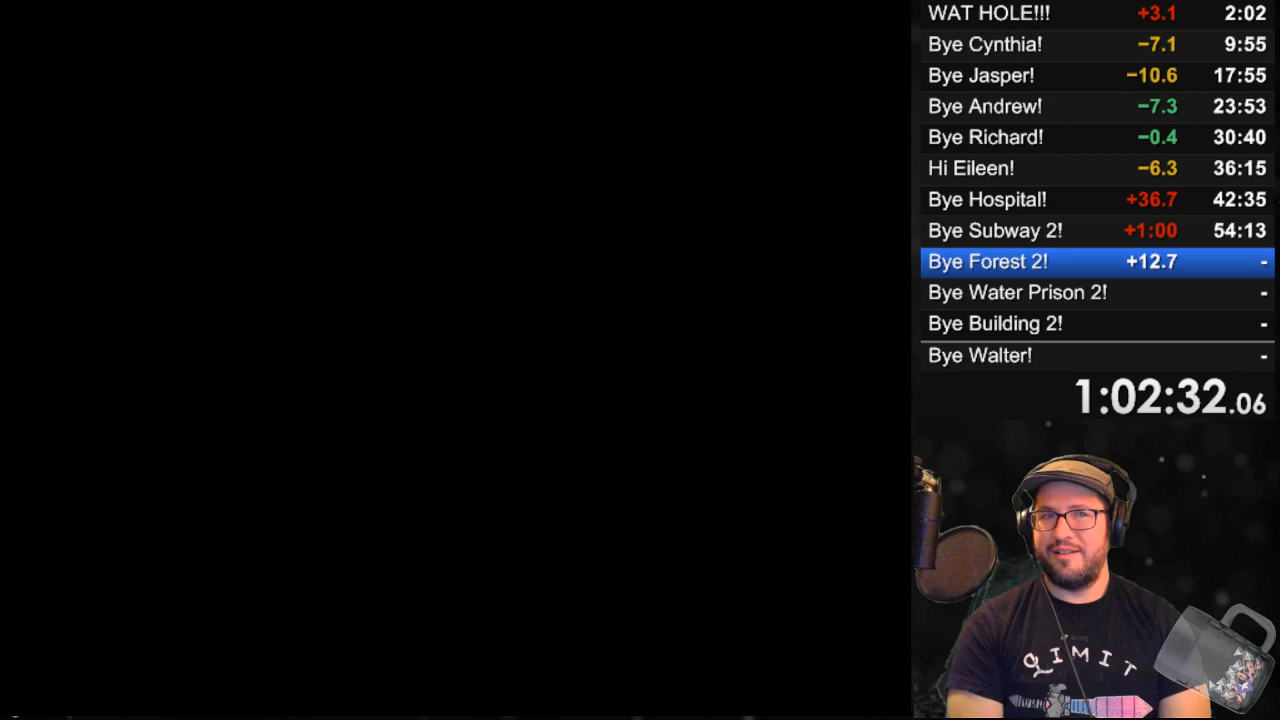 WAT HOLE!!! +3.1 2:02
Bye Cynthia! −7.1 9:55
Bye Jasper! −10.6 17:55
Bye Andrew! −7.3 23:53
Bye Richard! −0.4 30:40
Hi Eileen! −6.3 36:15
Bye Hospital! +36.7 42:35
Bye Subway 2! +1:00 54:13
Bye Forest 2! +12.7 -
Bye Water Prison 2! -
Bye Building 2! -
Bye Walter! -
1:02:32.06
QIMIT